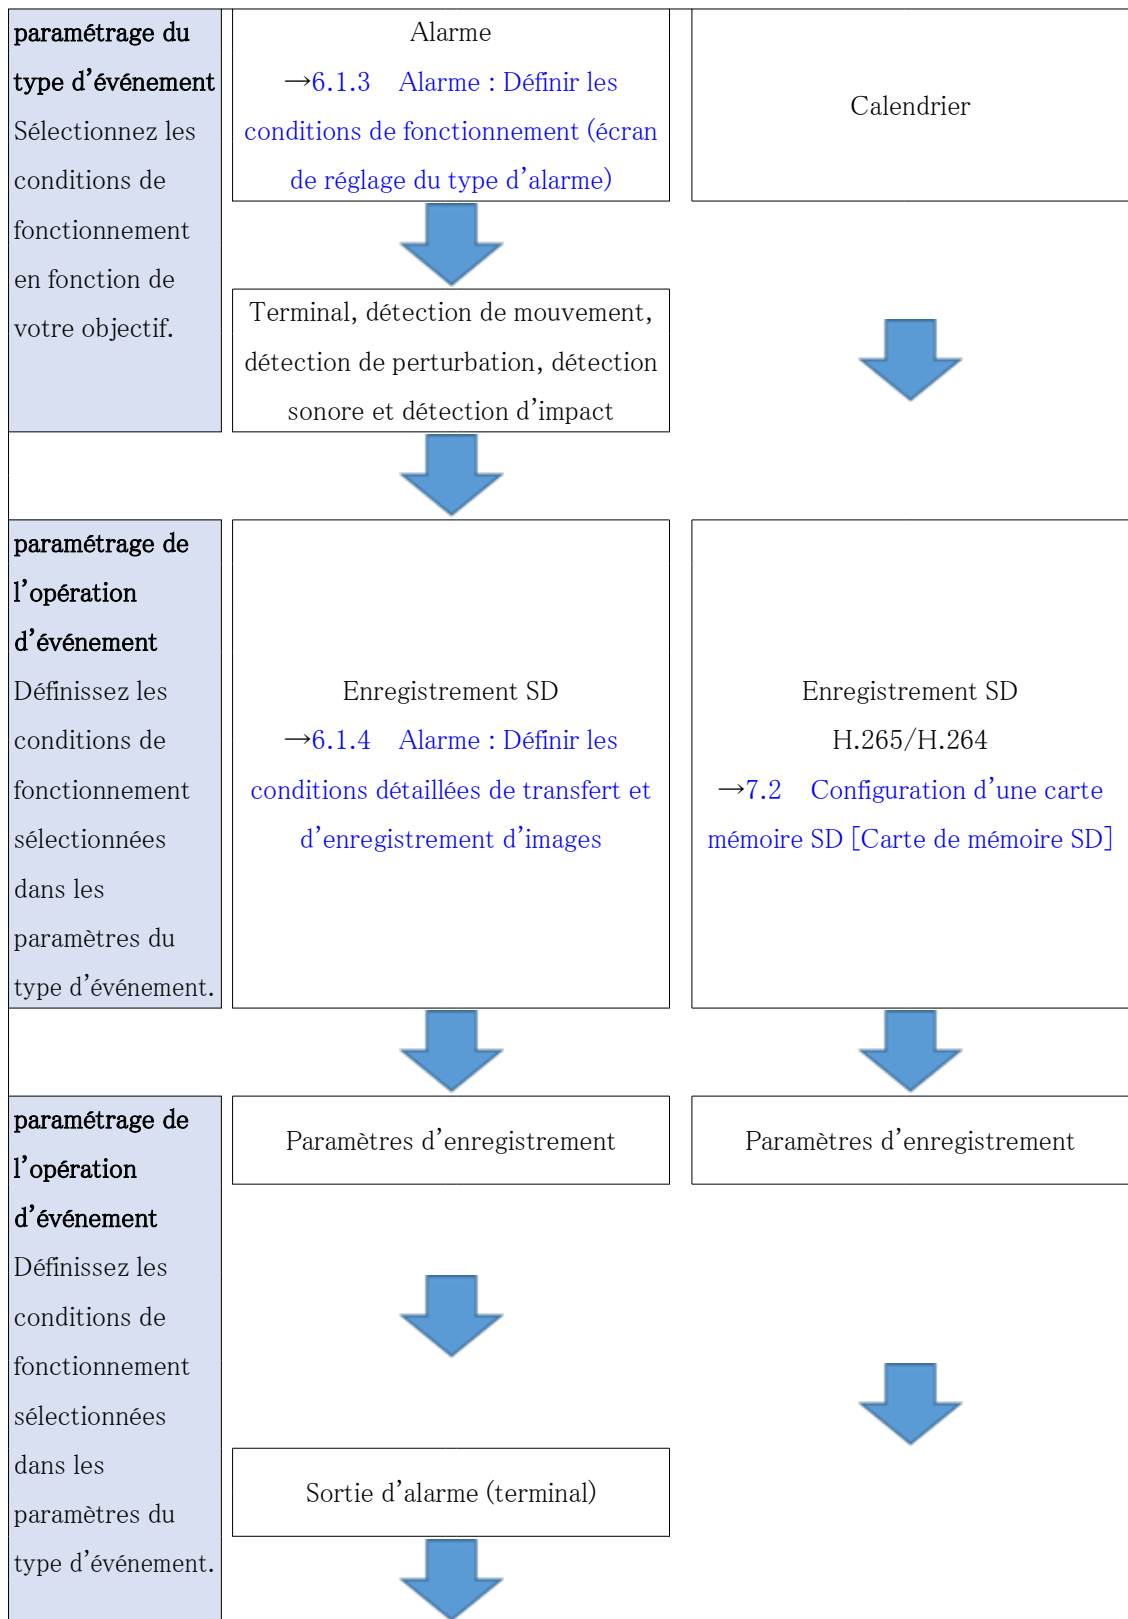 paramétrage du
type d’événement
Sélectionnez les
conditions de
fonctionnement
en fonction de
votre objectif.
Alarme
→6.1.3 Alarme : Définir les
conditions de fonctionnement (écran
de réglage du type d’alarme)
Calendrier
Terminal, détection de mouvement,
détection de perturbation, détection
sonore et détection d’impact
paramétrage de
l’opération
d’événement
Définissez les
conditions de
fonctionnement
sélectionnées
dans les
paramètres du
type d’événement.
Enregistrement SD
→6.1.4 Alarme : Définir les
conditions détaillées de transfert et
d’enregistrement d’images
Enregistrement SD
H.265/H.264
→7.2 Configuration d’une carte
mémoire SD [Carte de mémoire SD]
paramétrage de
l’opération
d’événement
Définissez les
conditions de
fonctionnement
sélectionnées
dans les
paramètres du
type d’événement.
Paramètres d’enregistrement
Paramètres d’enregistrement
Sortie d’alarme (terminal)